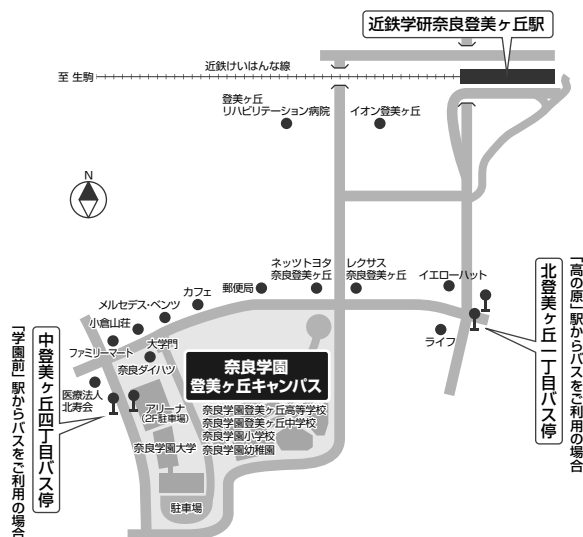 近鉄学研奈良登美ヶ丘駅
近鉄けいはんな線
至 生駒
登美ヶ丘
リハビリテーション病院
イオン登美ヶ丘
N
ネッツトヨタ
奈良登美ヶ丘
レクサス
奈良登美ヶ丘
イエローハット
郵便局
カフェ
メルセデス・ベンツ
小倉山荘
ファミリーマート
大学門
奈良ダイハツ
ライフ
北登美ヶ丘一丁目バス停
「高の原」駅からバスをご利用の場合
奈良学園
登美ヶ丘キャンパス
医療法人
北寿会
アリーナ
(2F駐車場)
奈良学園登美ヶ丘高等学校
奈良学園登美ヶ丘中学校
奈良学園小学校
奈良学園幼稚園
奈良学園大学
駐車場
中登美ヶ丘四丁目バス停
「学園前」駅からバスをご利用の場合